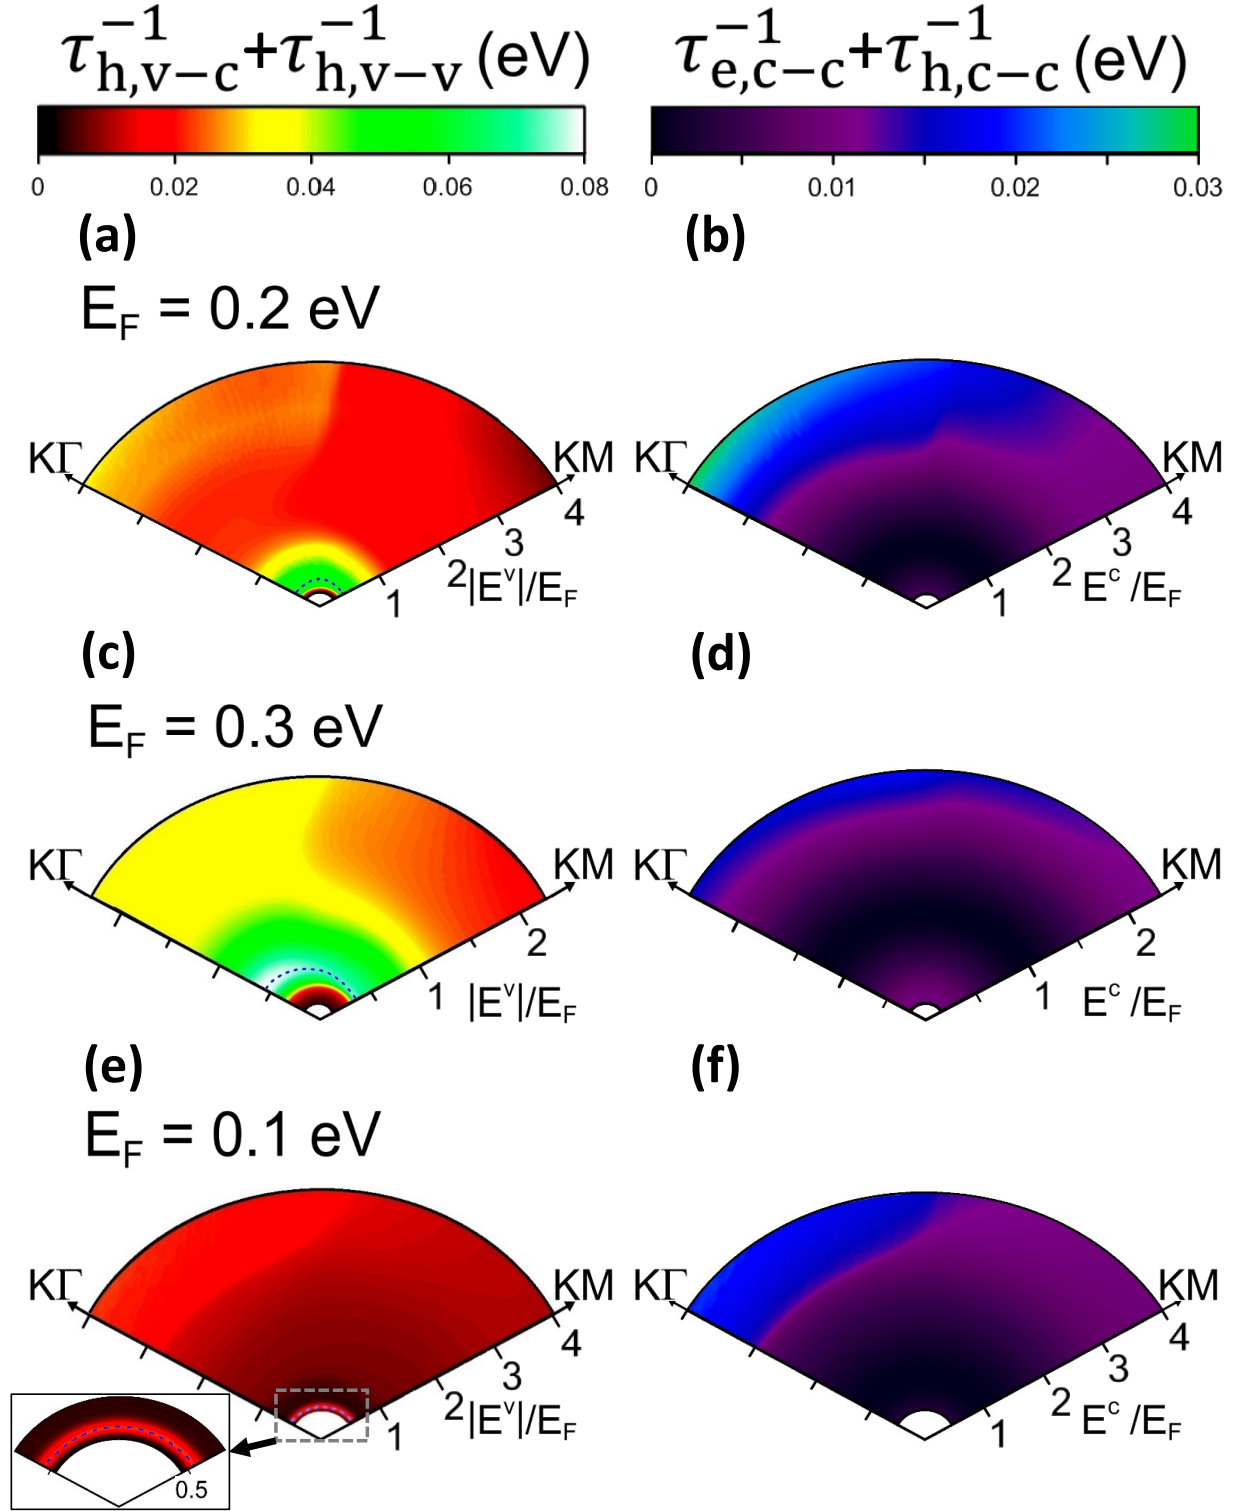 τ⁻¹h,v−c+τ⁻¹h,v−v (eV)
τ⁻¹e,c−c+τ⁻¹h,c−c (eV)
0 0.02 0.04 0.06 0.08
0 0.01 0.02 0.03
(a)
(b)
EF = 0.2 eV
KΓ
KM
1 2 3 4
|Eᵛ|/EF
KΓ
KM
1 2 3 4
Eᶜ /EF
(c)
(d)
EF = 0.3 eV
KΓ
KM
1 2
|Eᵛ|/EF
KΓ
KM
1 2
Eᶜ /EF
(e)
(f)
EF = 0.1 eV
KΓ
KM
1 2 3 4
|Eᵛ|/EF
0.5
KΓ
KM
1 2 3 4
Eᶜ /EF